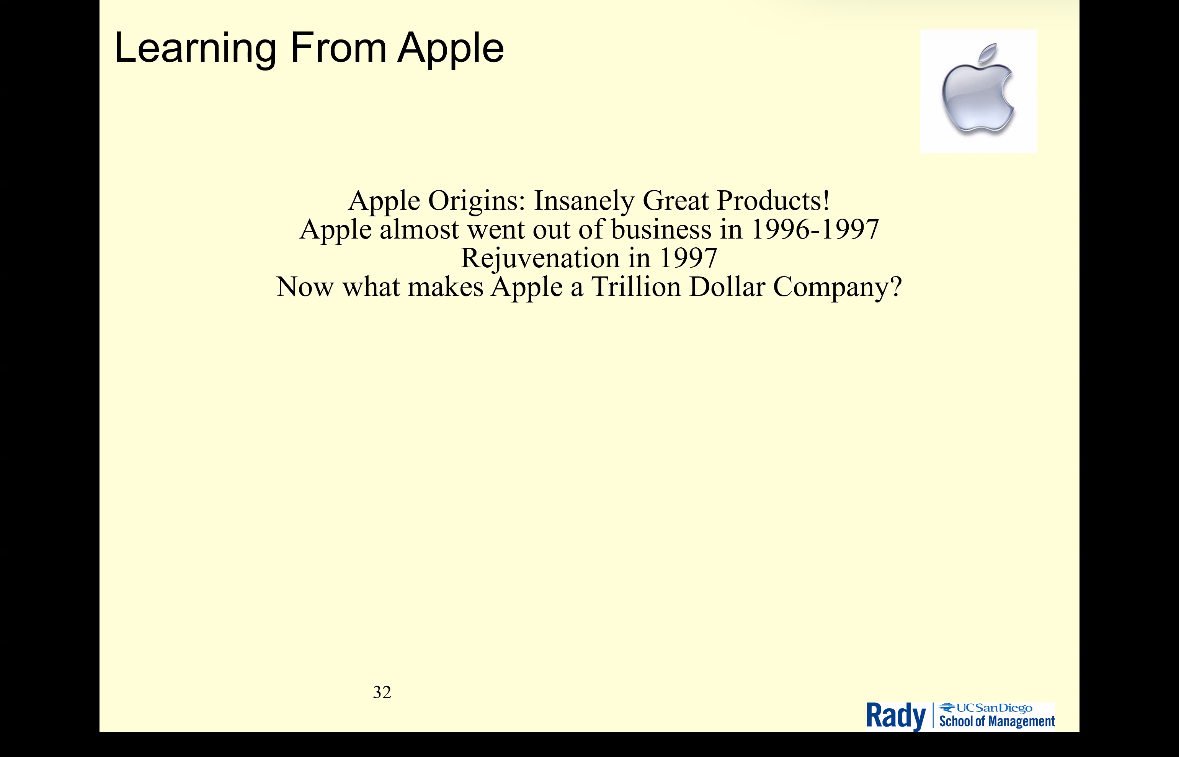 Learning From Apple
Apple Origins: Insanely Great Products!
Apple almost went out of business in 1996-1997
Rejuvenation in 1997
Now what makes Apple a Trillion Dollar Company?
32
Rady
UC San Diego
School of Management